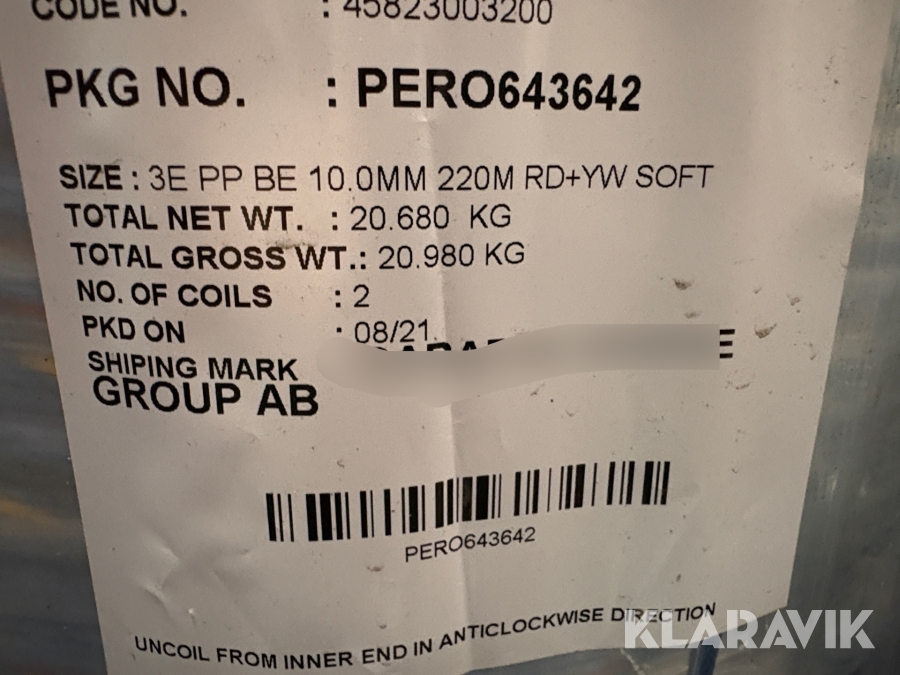 CODE NO. : 45823003200
PKG NO. : PERO643642
SIZE : 3E PP BE 10.0MM 220M RD+YW SOFT
TOTAL NET WT. : 20.680 KG
TOTAL GROSS WT.: 20.980 KG
NO. OF COILS : 2
PKD ON : 08/21
SHIPING MARK
GROUP AB
PERO643642
UNCOIL FROM INNER END IN ANTICLOCKWISE DIRECTION
KLARAVIK